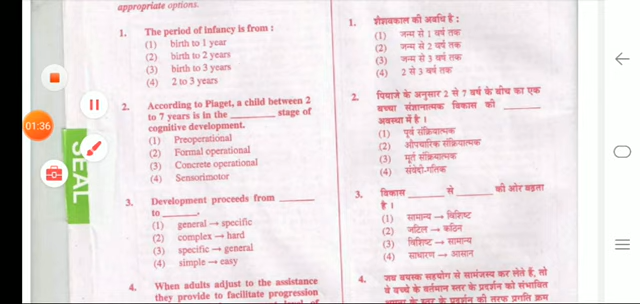 appropriate options.
1. The period of infancy is from :
(1) birth to 1 year
(2) birth to 2 years
(3) birth to 3 years
(4) 2 to 3 years
2. According to Piaget, a child between 2
to 7 years is in the ________ stage of
cognitive development.
(1) Preoperational
(2) Formal operational
(3) Concrete operational
(4) Sensorimotor
3. Development proceeds from ______
to ______.
(1) general → specific
(2) complex → hard
(3) specific → general
(4) simple → easy
4. When adults adjust to the assistance
they provide to facilitate progression
1. शैशवकाल की अवधि है :
(1) जन्म से 1 वर्ष तक
(2) जन्म से 2 वर्ष तक
(3) जन्म से 3 वर्ष तक
(4) 2 से 3 वर्ष तक
2. पियाजे के अनुसार 2 से 7 वर्ष के बीच का एक
बच्चा संज्ञानात्मक विकास की ______
अवस्था में है ।
(1) पूर्व संक्रियात्मक
(2) औपचारिक संक्रियात्मक
(3) मूर्त संक्रियात्मक
(4) संवेदी-गतिक
3. विकास ______ से ______ की ओर बढ़ता
है ।
(1) सामान्य → विशिष्ट
(2) जटिल → कठिन
(3) विशिष्ट → सामान्य
(4) साधारण → आसान
4. जब वयस्क सहयोग से सामंजस्य कर लेते हैं, तो
वे बच्चे के वर्तमान स्तर के प्रदर्शन को संभावित
01:36
SEAL